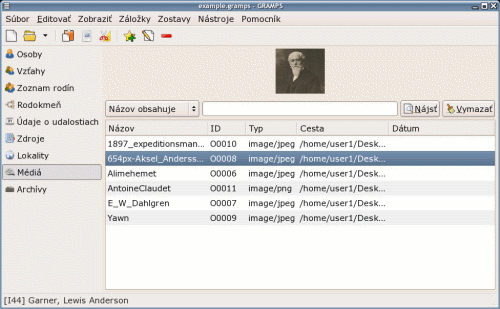 example.gramps - GRAMPS
Súbor Editovať Zobraziť Záložky Zostavy Nástroje Pomocník
Osoby
Vzťahy
Zoznam rodín
Rodokmeň
Údaje o udalostiach
Zdroje
Lokality
Médiá
Archívy
Názov obsahuje Nájsť Vymazať
Názov ID Typ Cesta Dátum
1897_expeditionsman... O0010 image/jpeg /home/user1/Desk...
654px-Aksel_Anderss... O0008 image/jpeg /home/user1/Desk...
Alimehemet O0006 image/jpeg /home/user1/Desk...
AntoineClaudet O0011 image/png /home/user1/Desk...
E_W_Dahlgren O0007 image/jpeg /home/user1/Desk...
Yawn O0009 image/jpeg /home/user1/Desk...
[I44] Garner, Lewis Anderson